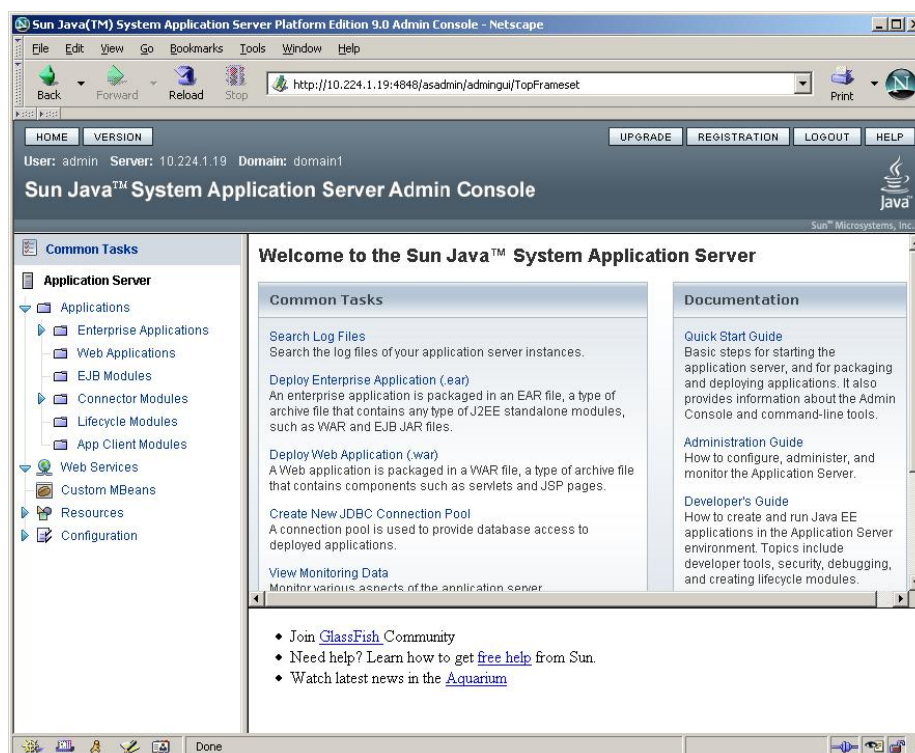 Sun Java(TM) System Application Server Platform Edition 9.0 Admin Console - Netscape
File Edit View Go Bookmarks Tools Window Help
Back Forward Reload Stop http://10.224.1.19:4848/asadmin/admingui/TopFrameset Print N
HOME VERSION UPGRADE REGISTRATION LOGOUT HELP
User: admin Server: 10.224.1.19 Domain: domain1
Sun Java™ System Application Server Admin Console
Java™
Sun™ Microsystems, Inc.
Common Tasks
Application Server
Applications
Enterprise Applications
Web Applications
EJB Modules
Connector Modules
Lifecycle Modules
App Client Modules
Web Services
Custom MBeans
Resources
Configuration
Welcome to the Sun Java™ System Application Server
Common Tasks
Search Log Files
Search the log files of your application server instances.
Deploy Enterprise Application (.ear)
An enterprise application is packaged in an EAR file, a type of
archive file that contains any type of J2EE standalone modules,
such as WAR and EJB JAR files.
Deploy Web Application (.war)
A Web application is packaged in a WAR file, a type of archive file
that contains components such as servlets and JSP pages.
Create New JDBC Connection Pool
A connection pool is used to provide database access to
deployed applications.
View Monitoring Data
Monitor various aspects of the application server
Documentation
Quick Start Guide
Basic steps for starting the
application server, and for packaging
and deploying applications. It also
provides information about the Admin
Console and command-line tools.
Administration Guide
How to configure, administer, and
monitor the Application Server.
Developer's Guide
How to create and run Java EE
applications in the Application Server
environment. Topics include
developer tools, security, debugging,
and creating lifecycle modules.
Join GlassFish Community
Need help? Learn how to get free help from Sun.
Watch latest news in the Aquarium
Done